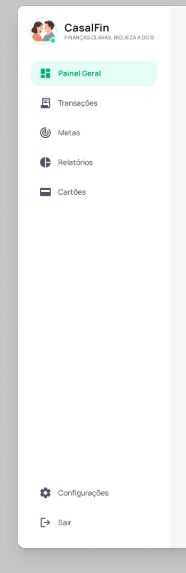 CasalFin
FINANÇAS CLARAS, RIQUEZA A DOIS
Painel Geral
Transações
Metas
Relatórios
Cartões
Configurações
Sair